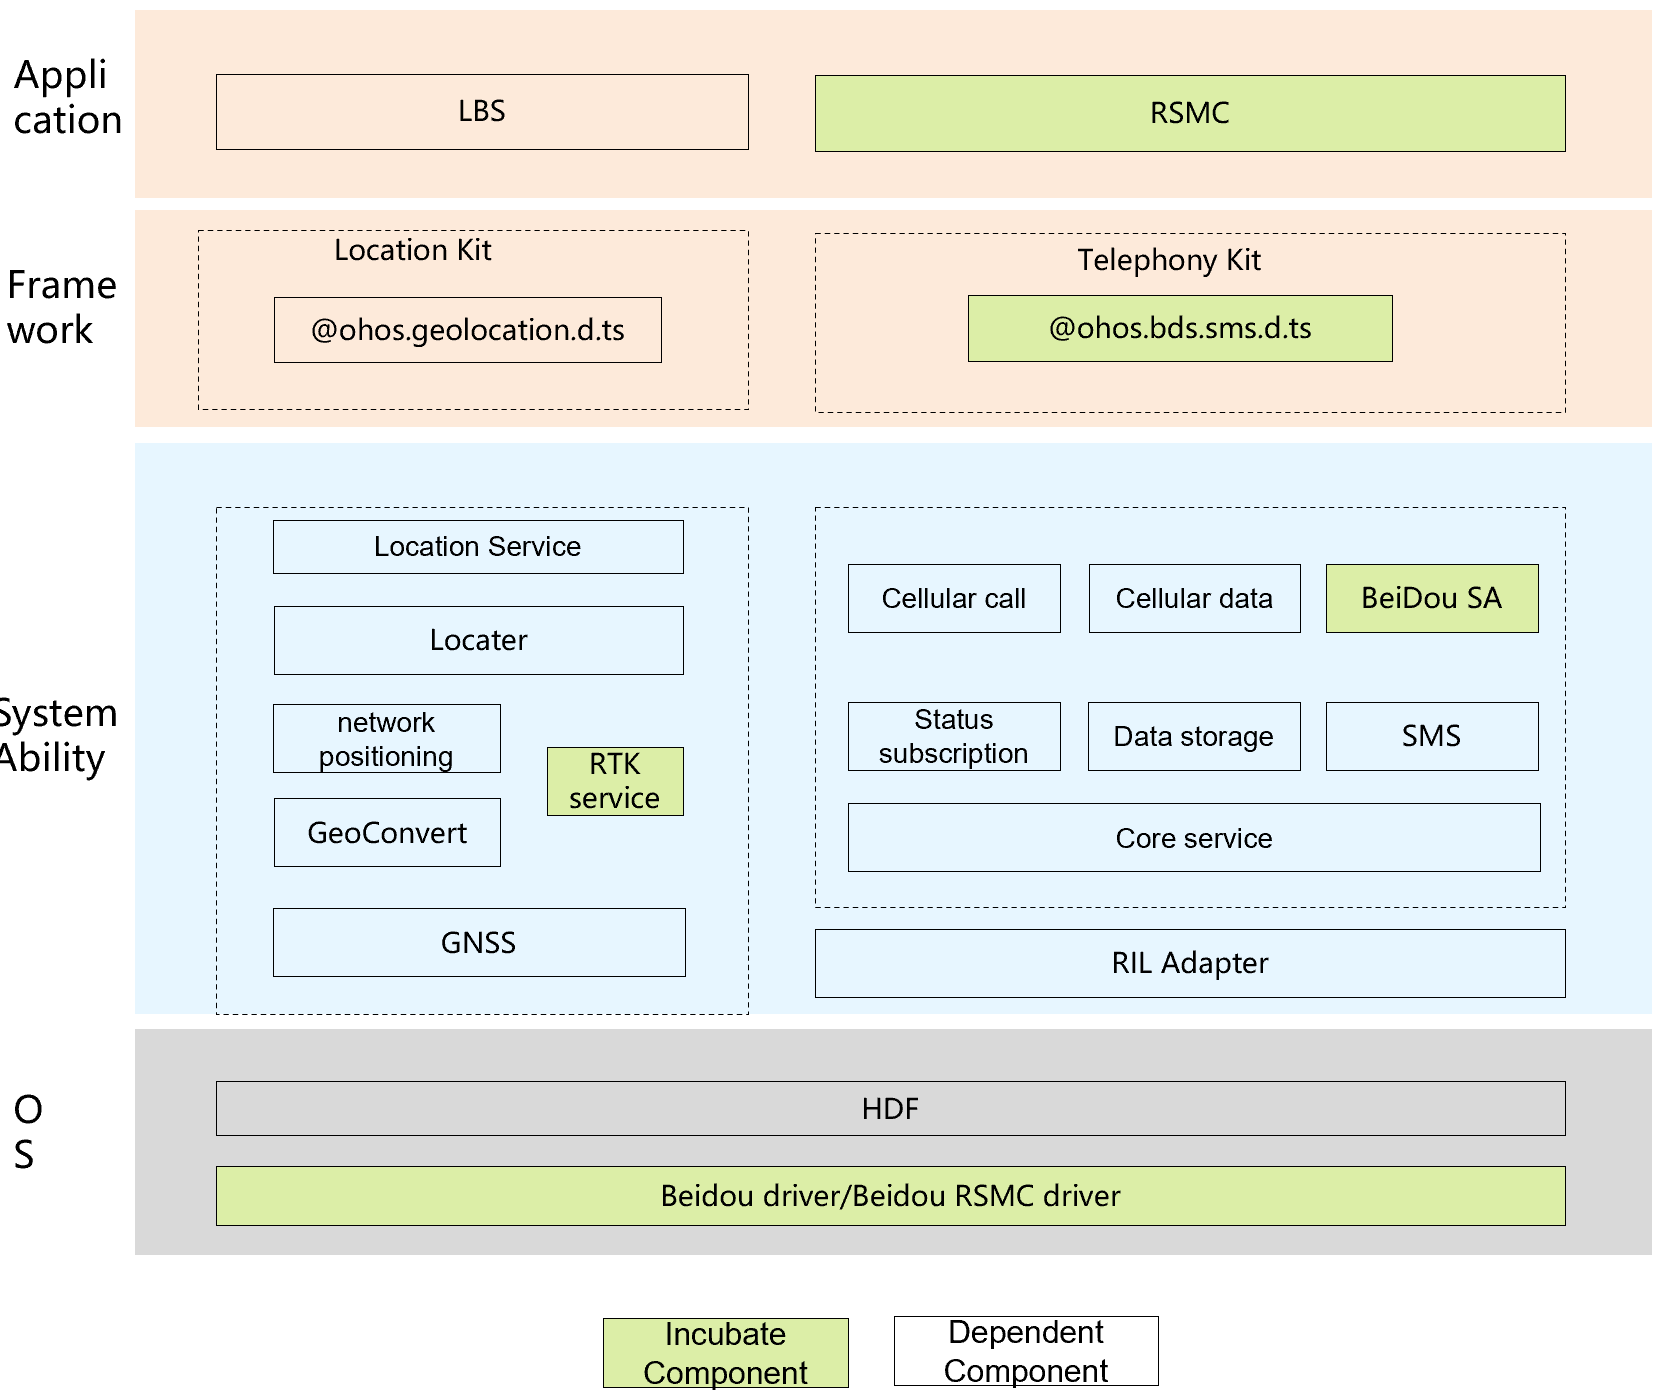 Appli
cation
LBS
RSMC
Frame
work
Location Kit
@ohos.geolocation.d.ts
Telephony Kit
@ohos.bds.sms.d.ts
System
Ability
Location Service
Locater
network
positioning
RTK
service
GeoConvert
GNSS
Cellular call
Cellular data
BeiDou SA
Status
subscription
Data storage
SMS
Core service
RIL Adapter
O
S
HDF
Beidou driver/Beidou RSMC driver
Incubate
Component
Dependent
Component